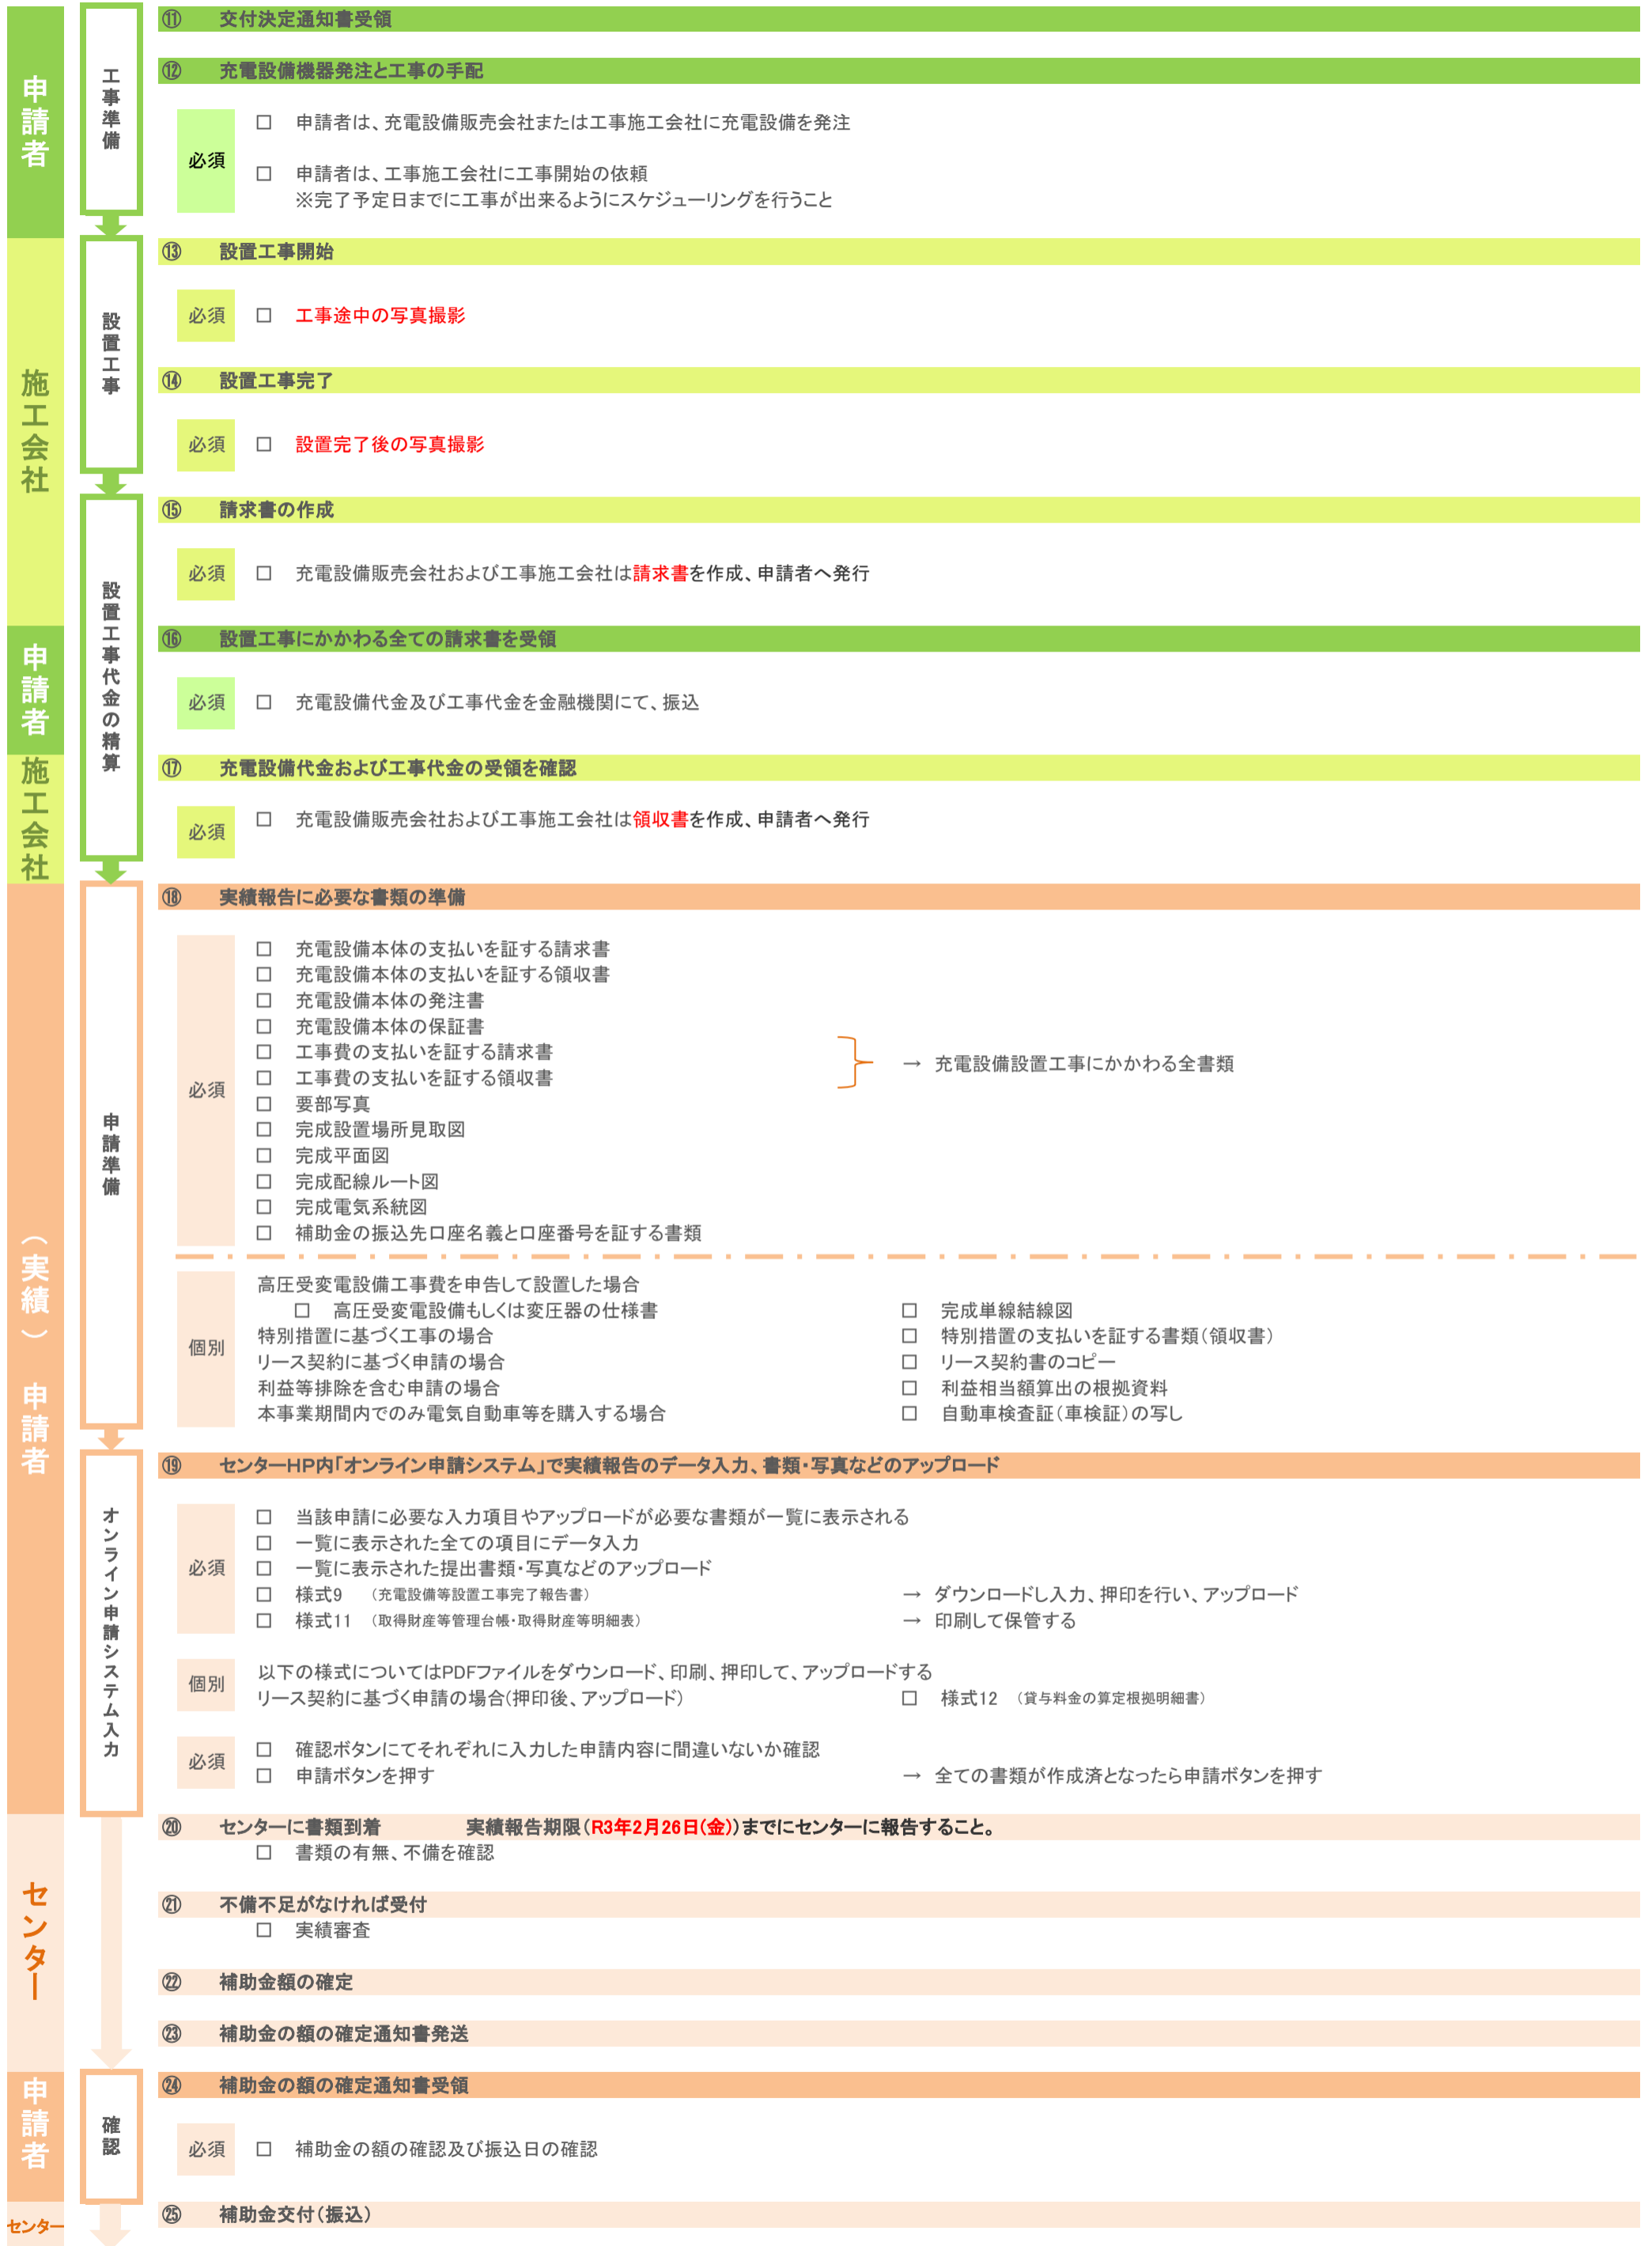 申請者
工事準備
⑪ 交付決定通知書受領
⑫ 充電設備機器発注と工事の手配
必須
□ 申請者は、充電設備販売会社または工事施工会社に充電設備を発注
□ 申請者は、工事施工会社に工事開始の依頼
※完了予定日までに工事が出来るようにスケジューリングを行うこと
施工会社
設置工事
⑬ 設置工事開始
必須 □ 工事途中の写真撮影
⑭ 設置工事完了
必須 □ 設置完了後の写真撮影
設置工事代金の精算
⑮ 請求書の作成
必須 □ 充電設備販売会社および工事施工会社は請求書を作成、申請者へ発行
申請者
⑯ 設置工事にかかわる全ての請求書を受領
必須 □ 充電設備代金及び工事代金を金融機関にて、振込
施工会社
⑰ 充電設備代金および工事代金の受領を確認
必須 □ 充電設備販売会社および工事施工会社は領収書を作成、申請者へ発行
（実績）申請者
申請準備
⑱ 実績報告に必要な書類の準備
必須
□ 充電設備本体の支払いを証する請求書
□ 充電設備本体の支払いを証する領収書
□ 充電設備本体の発注書
□ 充電設備本体の保証書
□ 工事費の支払いを証する請求書
□ 工事費の支払いを証する領収書
→ 充電設備設置工事にかかわる全書類
□ 要部写真
□ 完成設置場所見取図
□ 完成平面図
□ 完成配線ルート図
□ 完成電気系統図
□ 補助金の振込先口座名義と口座番号を証する書類
個別
高圧受変電設備工事費を申告して設置した場合
□ 高圧受変電設備もしくは変圧器の仕様書 □ 完成単線結線図
特別措置に基づく工事の場合 □ 特別措置の支払いを証する書類（領収書）
リース契約に基づく申請の場合 □ リース契約書のコピー
利益等排除を含む申請の場合 □ 利益相当額算出の根拠資料
本事業期間内でのみ電気自動車等を購入する場合 □ 自動車検査証（車検証）の写し
オンライン申請システム入力
⑲ センターHP内「オンライン申請システム」で実績報告のデータ入力、書類・写真などのアップロード
必須
□ 当該申請に必要な入力項目やアップロードが必要な書類が一覧に表示される
□ 一覧に表示された全ての項目にデータ入力
□ 一覧に表示された提出書類・写真などのアップロード
□ 様式9 （充電設備等設置工事完了報告書） → ダウンロードし入力、押印を行い、アップロード
□ 様式11 （取得財産等管理台帳・取得財産等明細表） → 印刷して保管する
個別
以下の様式についてはPDFファイルをダウンロード、印刷、押印して、アップロードする
リース契約に基づく申請の場合(押印後、アップロード） □ 様式12 （貸与料金の算定根拠明細書）
必須
□ 確認ボタンにてそれぞれに入力した申請内容に間違いないか確認
□ 申請ボタンを押す → 全ての書類が作成済となったら申請ボタンを押す
センター
⑳ センターに書類到着 実績報告期限（R3年2月26日(金)）までにセンターに報告すること。
□ 書類の有無、不備を確認
㉑ 不備不足がなければ受付
□ 実績審査
㉒ 補助金額の確定
㉓ 補助金の額の確定通知書発送
申請者
確認
㉔ 補助金の額の確定通知書受領
必須 □ 補助金の額の確認及び振込日の確認
センター
㉕ 補助金交付（振込）